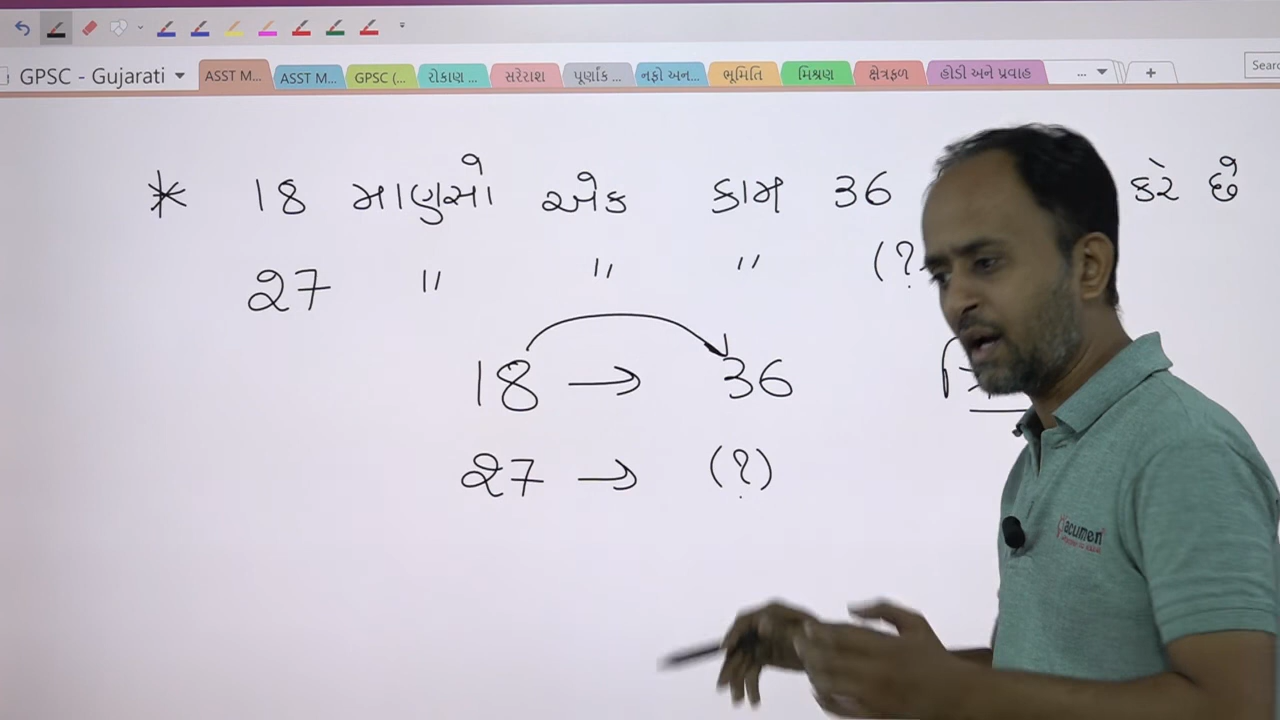 GPSC - Gujarati
ASST M...
ASST M...
GPSC (...
રોકાણ ...
સરેરાશ
પૂર્ણાંક ...
નફો અન...
ભૂમિતિ
મિશ્રણ
ક્ષેત્રફળ
હોડી અને પ્રવાહ
...
+
Searc
* 18 માણસો એક કામ 36 કરે છે
27 " " " (?
18 → 36
27 → (?)
acumen